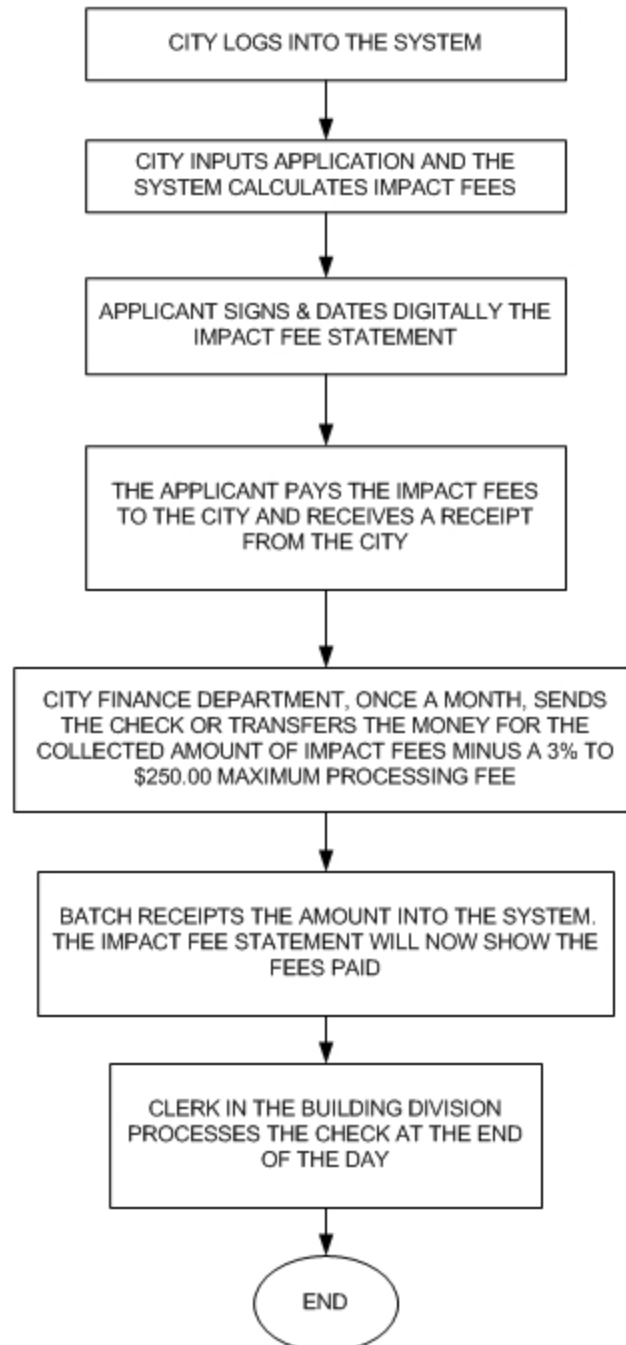 CITY LOGS INTO THE SYSTEM
CITY INPUTS APPLICATION AND THE
SYSTEM CALCULATES IMPACT FEES
APPLICANT SIGNS & DATES DIGITALLY THE
IMPACT FEE STATEMENT
THE APPLICANT PAYS THE IMPACT FEES
TO THE CITY AND RECEIVES A RECEIPT
FROM THE CITY
CITY FINANCE DEPARTMENT, ONCE A MONTH, SENDS
THE CHECK OR TRANSFERS THE MONEY FOR THE
COLLECTED AMOUNT OF IMPACT FEES MINUS A 3% TO
$250.00 MAXIMUM PROCESSING FEE
BATCH RECEIPTS THE AMOUNT INTO THE SYSTEM.
THE IMPACT FEE STATEMENT WILL NOW SHOW THE
FEES PAID
CLERK IN THE BUILDING DIVISION
PROCESSES THE CHECK AT THE END
OF THE DAY
END